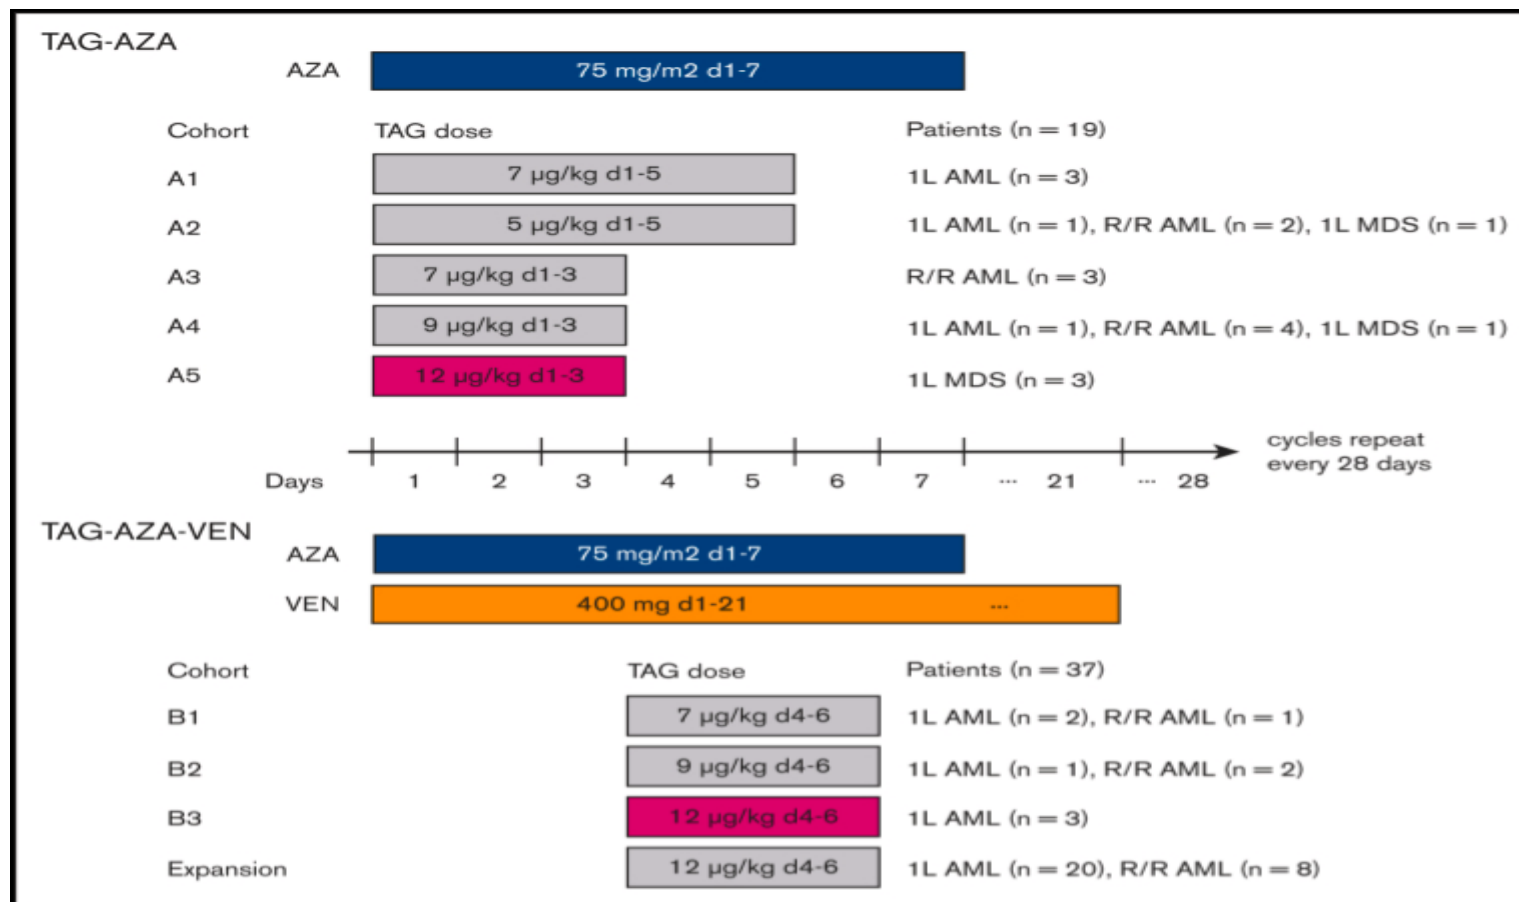 TAG-AZA
AZA 75 mg/m2 d1-7
Cohort TAG dose Patients (n = 19)
A1 7 µg/kg d1-5 1L AML (n = 3)
A2 5 µg/kg d1-5 1L AML (n = 1), R/R AML (n = 2), 1L MDS (n = 1)
A3 7 µg/kg d1-3 R/R AML (n = 3)
A4 9 µg/kg d1-3 1L AML (n = 1), R/R AML (n = 4), 1L MDS (n = 1)
A5 12 µg/kg d1-3 1L MDS (n = 3)
cycles repeat
every 28 days
Days 1 2 3 4 5 6 7 ... 21 ... 28
TAG-AZA-VEN
AZA 75 mg/m2 d1-7
VEN 400 mg d1-21 ...
Cohort TAG dose Patients (n = 37)
B1 7 µg/kg d4-6 1L AML (n = 2), R/R AML (n = 1)
B2 9 µg/kg d4-6 1L AML (n = 1), R/R AML (n = 2)
B3 12 µg/kg d4-6 1L AML (n = 3)
Expansion 12 µg/kg d4-6 1L AML (n = 20), R/R AML (n = 8)